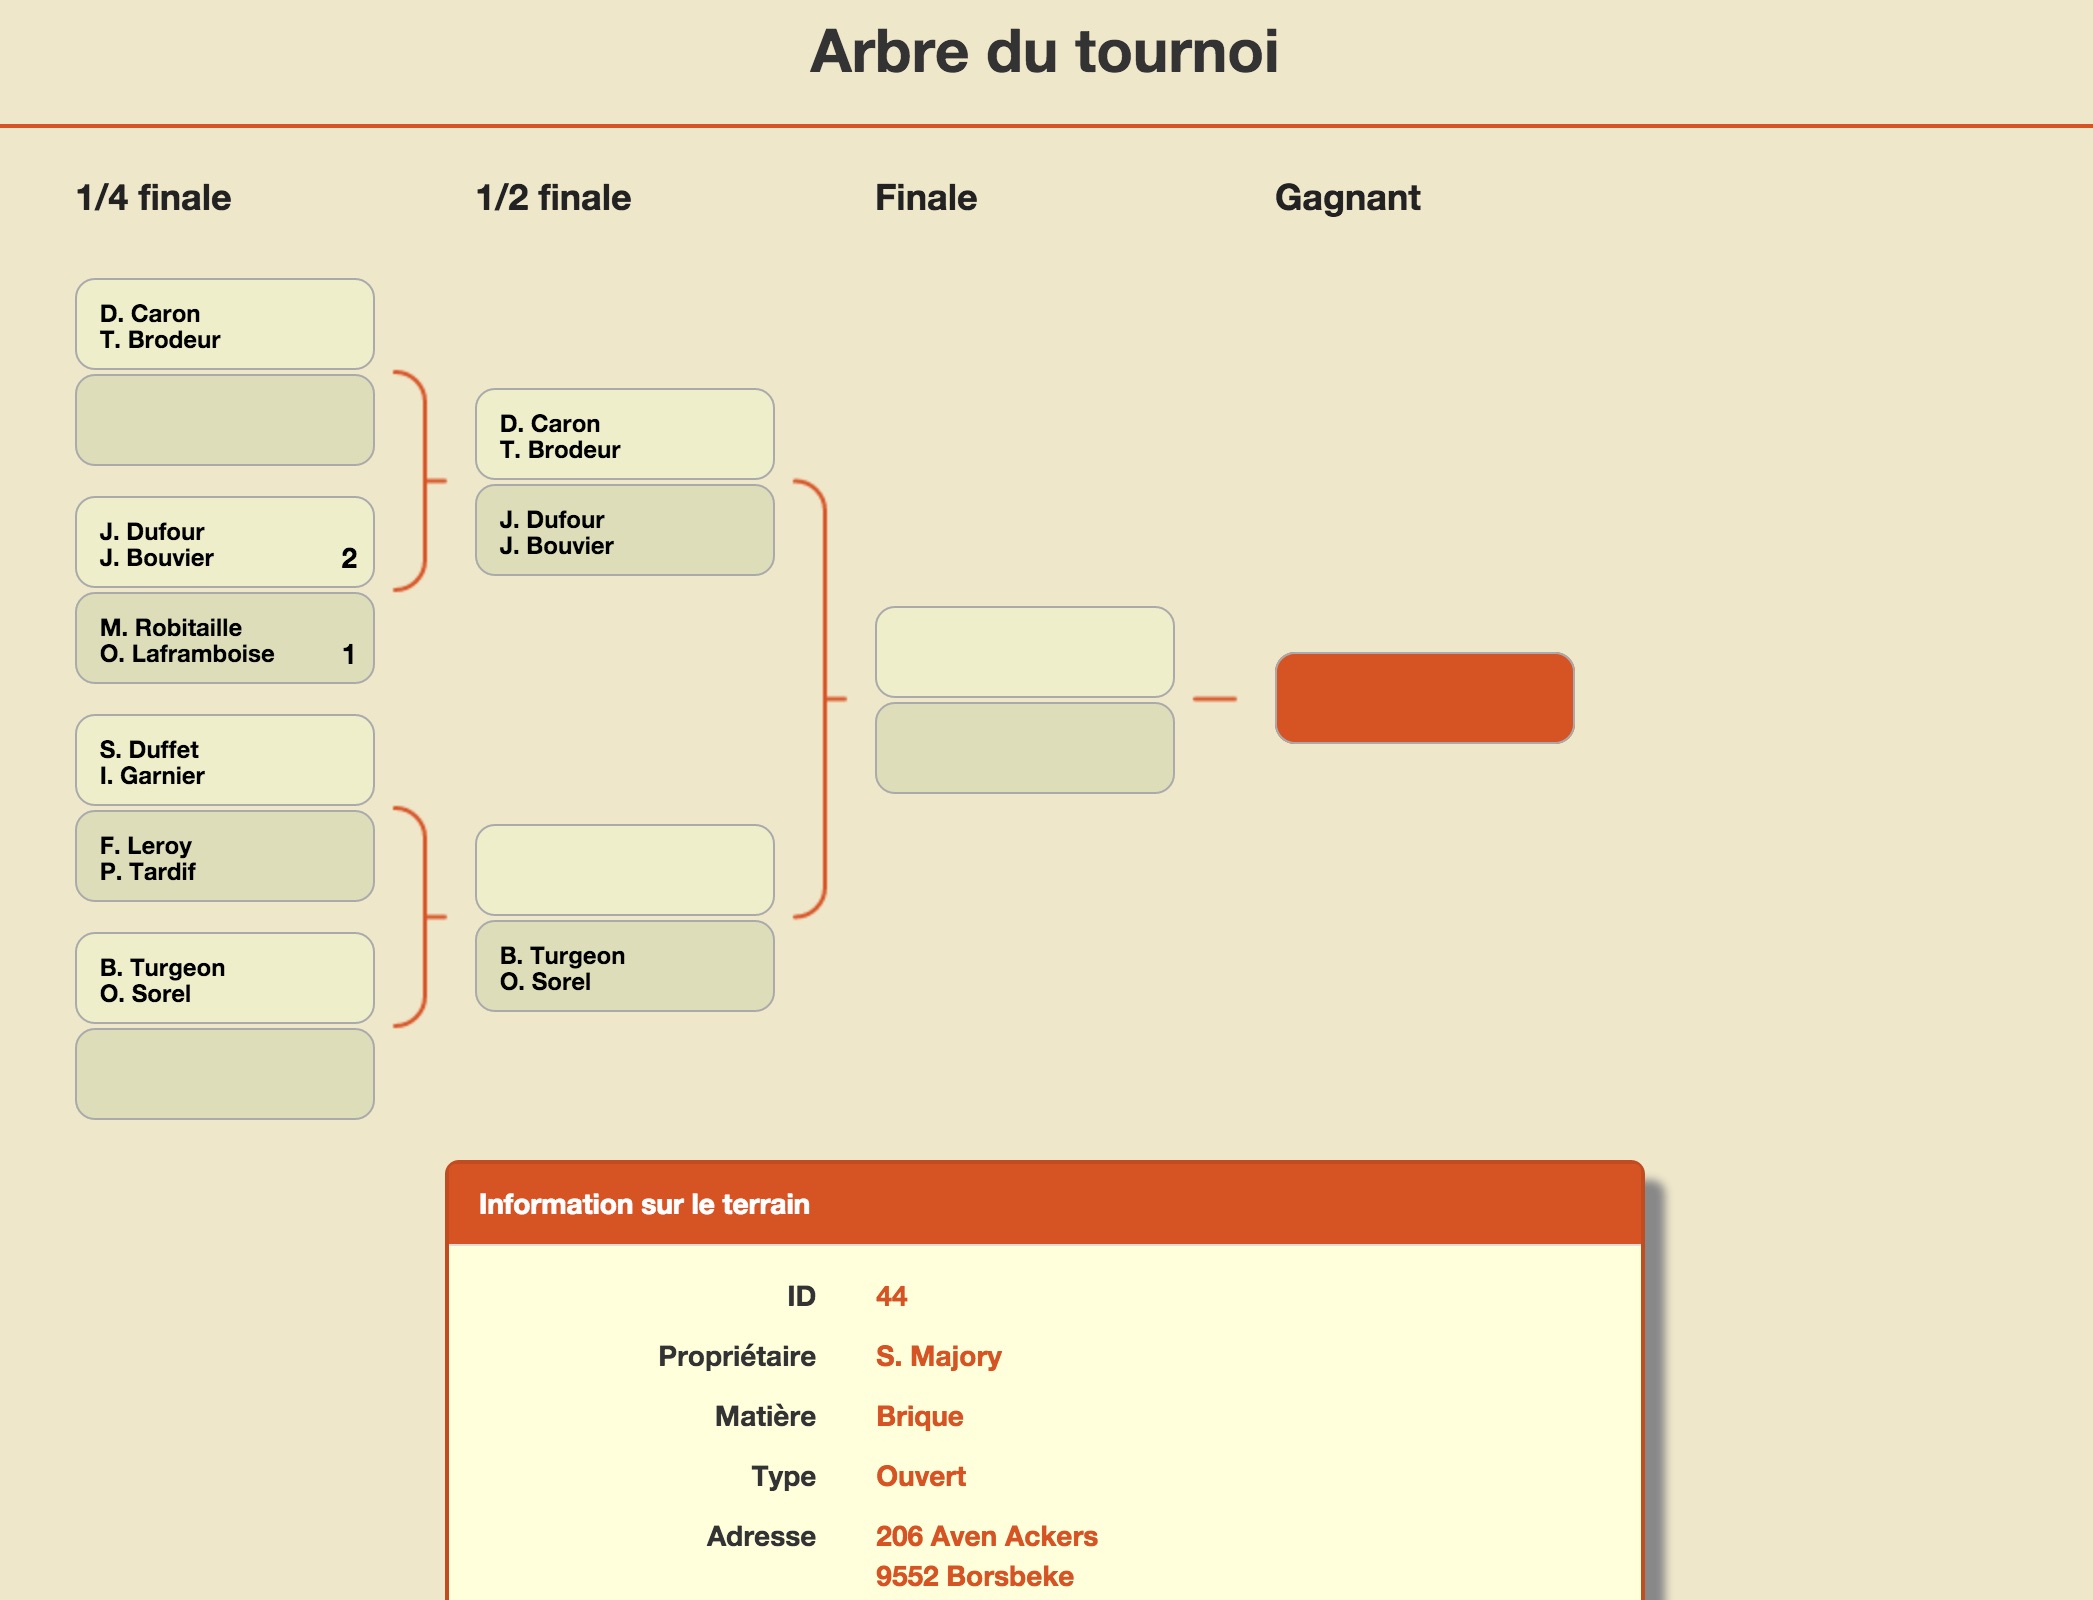 Arbre du tournoi
1/4 finale
1/2 finale
Finale
Gagnant
D. Caron
T. Brodeur
J. Dufour
J. Bouvier 2
M. Robitaille
O. Laframboise 1
S. Duffet
I. Garnier
F. Leroy
P. Tardif
B. Turgeon
O. Sorel
D. Caron
T. Brodeur
J. Dufour
J. Bouvier
B. Turgeon
O. Sorel
Information sur le terrain
ID 44
Propriétaire S. Majory
Matière Brique
Type Ouvert
Adresse 206 Aven Ackers
9552 Borsbeke